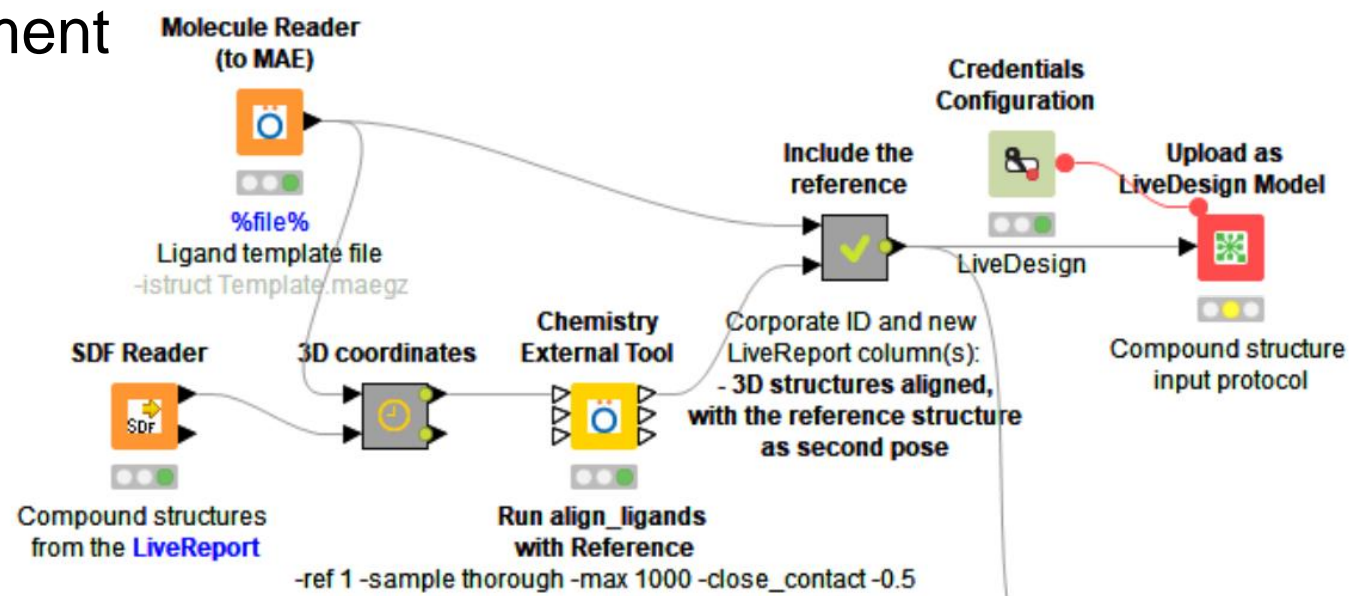 nent
Molecule Reader
(to MAE)
%file%
Ligand template file
-istruct Template.maegz
Credentials
Configuration
Include the
reference
Upload as
LiveDesign Model
LiveDesign
SDF Reader
SDF
3D coordinates
Chemistry
External Tool
Corporate ID and new
LiveReport column(s):
- 3D structures aligned,
with the reference structure
as second pose
Compound structure
input protocol
Compound structures
from the LiveReport
Run align_ligands
with Reference
-ref 1 -sample thorough -max 1000 -close_contact -0.5